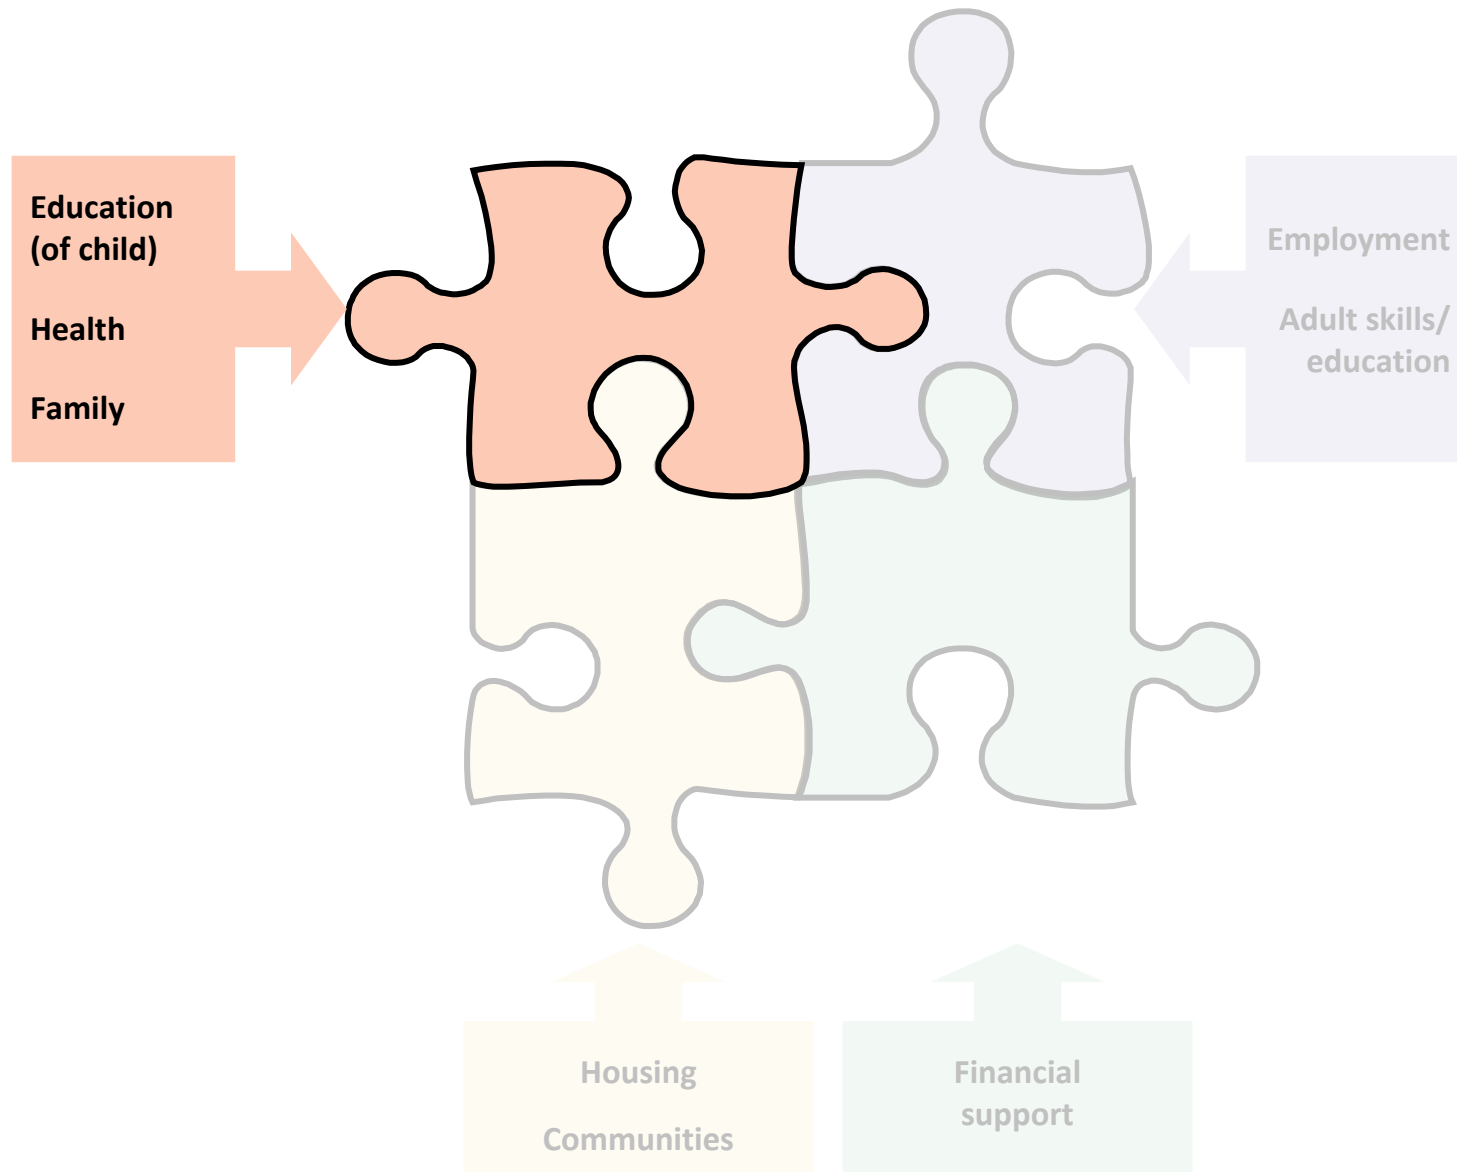 Education
(of child)
Health
Family
Employment
Adult skills/
education
Housing
Communities
Financial
support